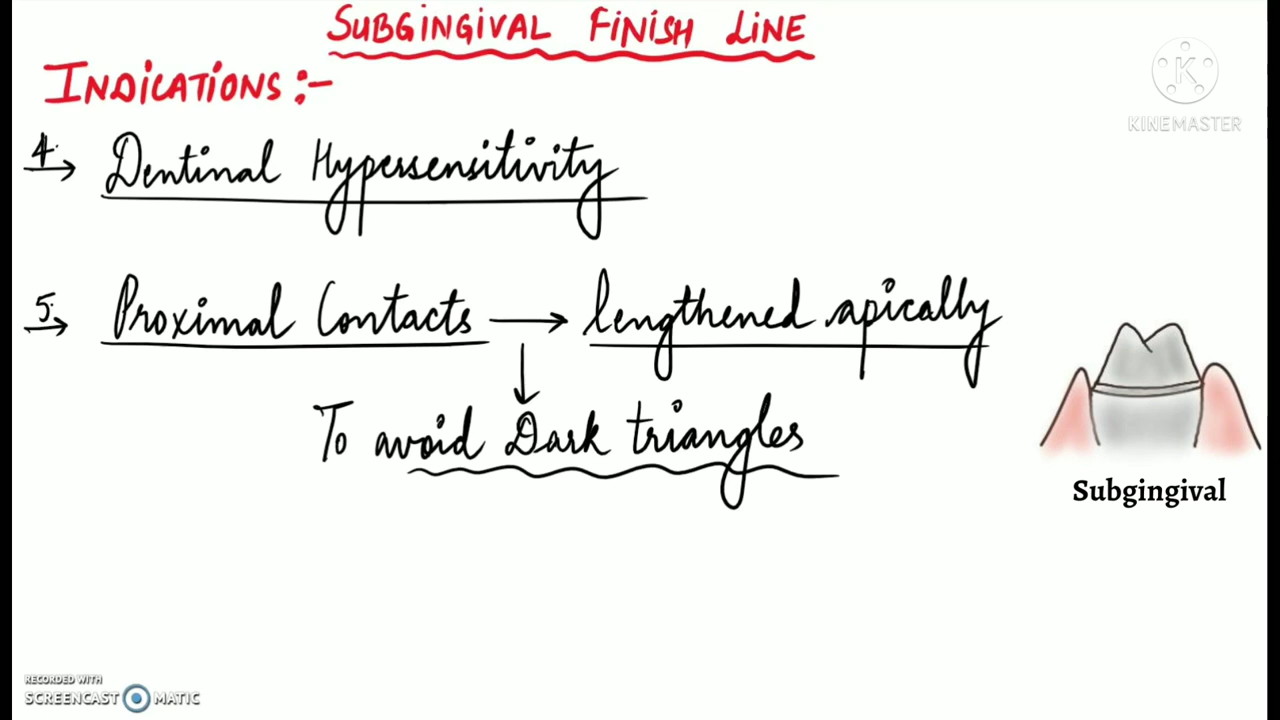 SUBGINGIVAL FINISH LINE
INDICATIONS:-
KINEMASTER
4. → Dentinal Hypersensitivity
5. → Proximal Contacts → lengthened apically
To avoid Dark triangles
Subgingival
RECORDED WITH
SCREENCAST MATIC